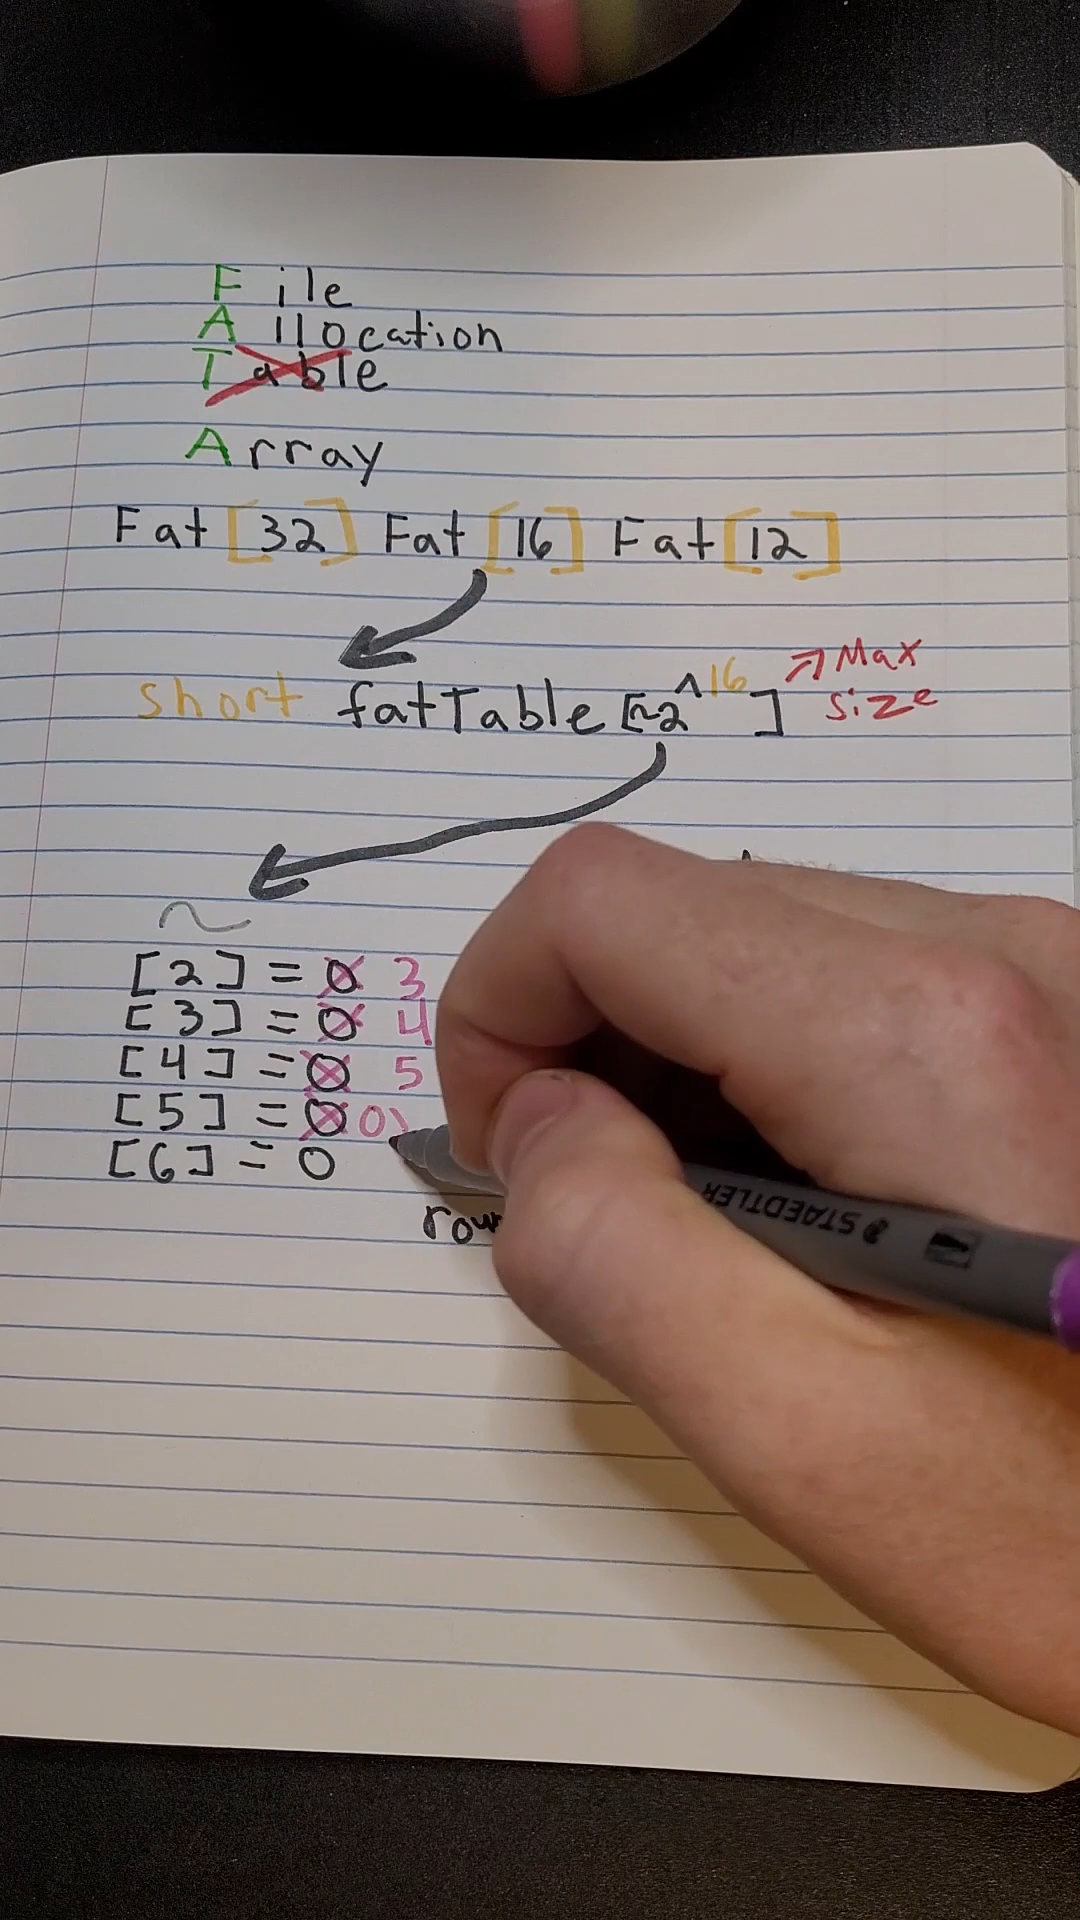 File
Allocation
Table
Array
Fat [32] Fat [16] Fat [12]
short fatTable [~2^16] Max size
~
[2] = 0 3
[3] = 0 4
[4] = 0 5
[5] = 0 0
[6] = 0
STAEDTLER